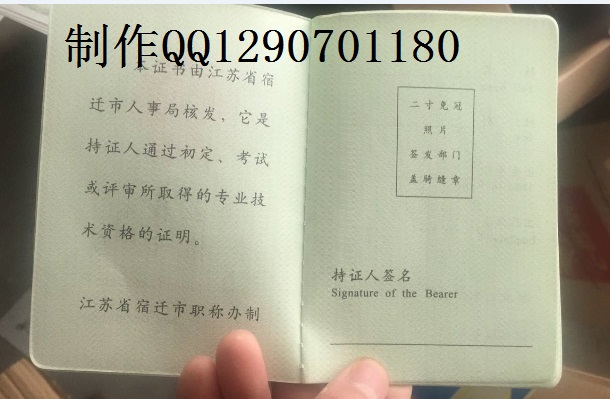 制作QQ1290701180
本证书由江苏省宿
迁市人事局核发，它是
持证人通过初定、考试
或评审所取得的专业技
术资格的证明。
江苏省宿迁市职称办制
二寸免冠
照片
签发部门
盖骑缝章
持证人签名
Signature of the Bearer